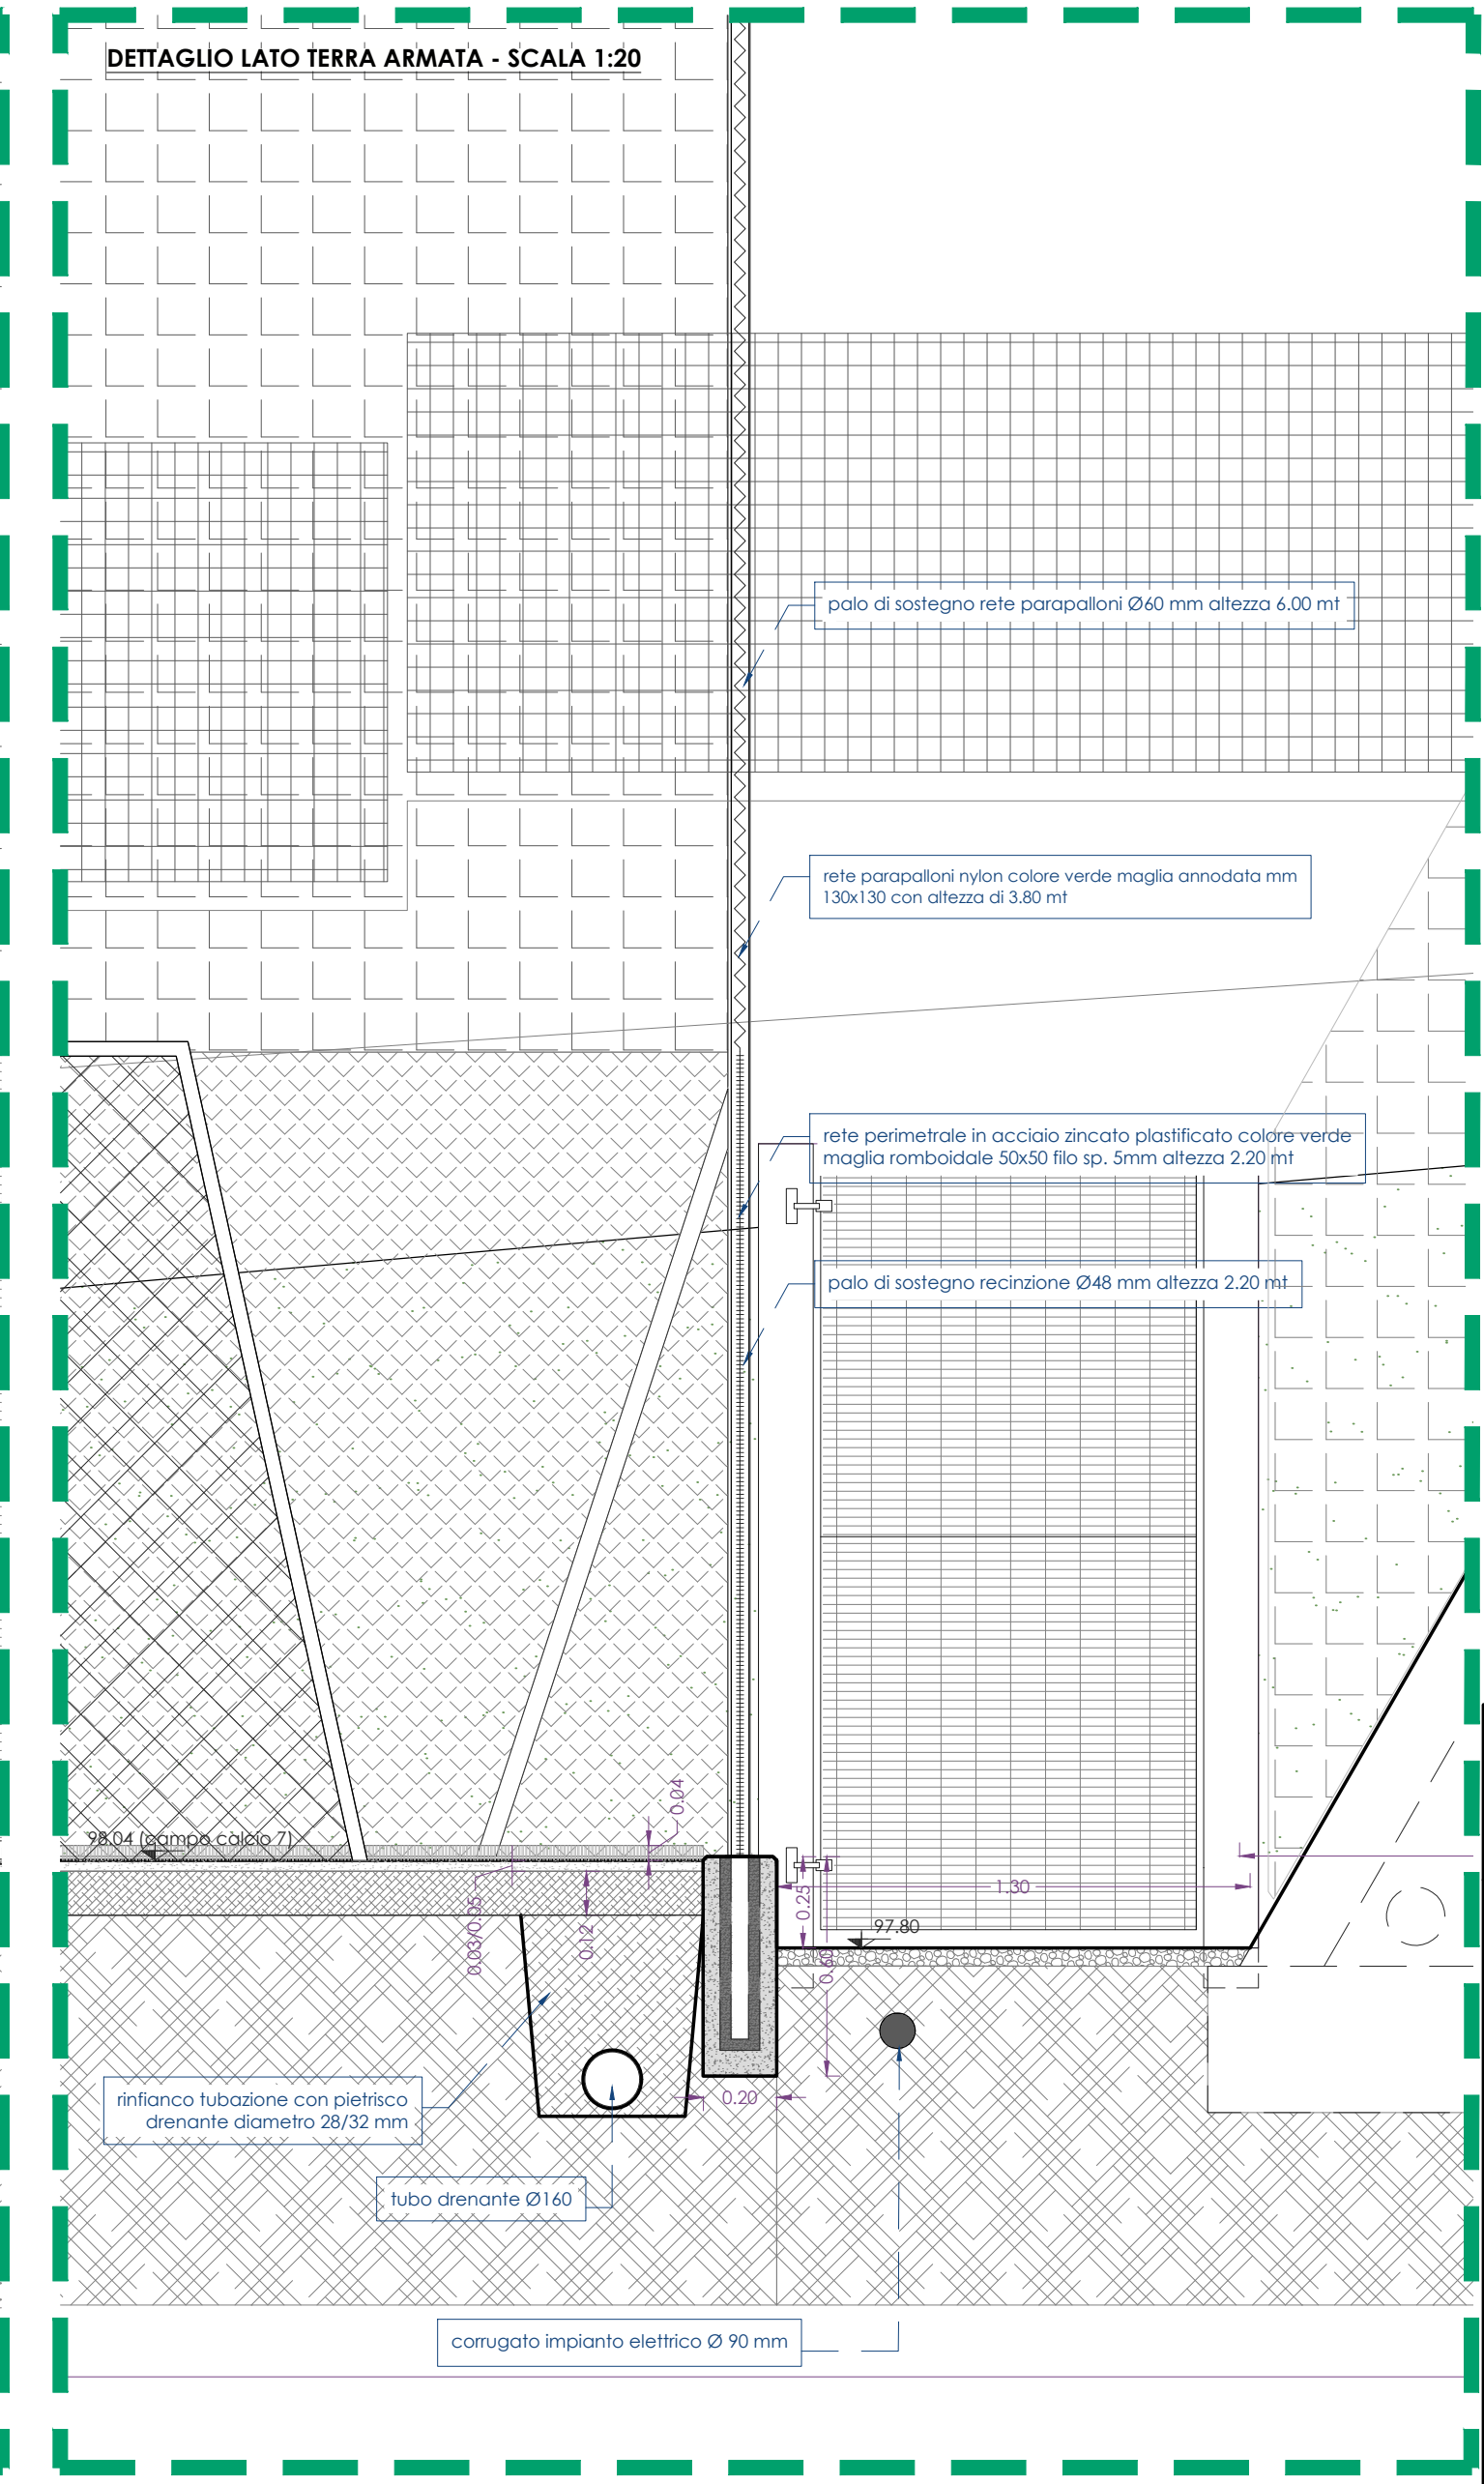 DETTAGLIO LATO TERRA ARMATA - SCALA 1:20
palo di sostegno rete parapalloni Ø60 mm altezza 6.00 mt
rete parapalloni nylon colore verde maglia annodata mm
130x130 con altezza di 3.80 mt
rete perimetrale in acciaio zincato plastificato colore verde
maglia romboidale 50x50 filo sp. 5mm altezza 2.20 mt
palo di sostegno recinzione Ø48 mm altezza 2.20 mt
0.04
98.04 (campo calcio 7)
0.03/0.05
0.12
0.25
1.30
97.80
0.60
0.20
rinfianco tubazione con pietrisco
drenante diametro 28/32 mm
tubo drenante Ø160
corrugato impianto elettrico Ø 90 mm